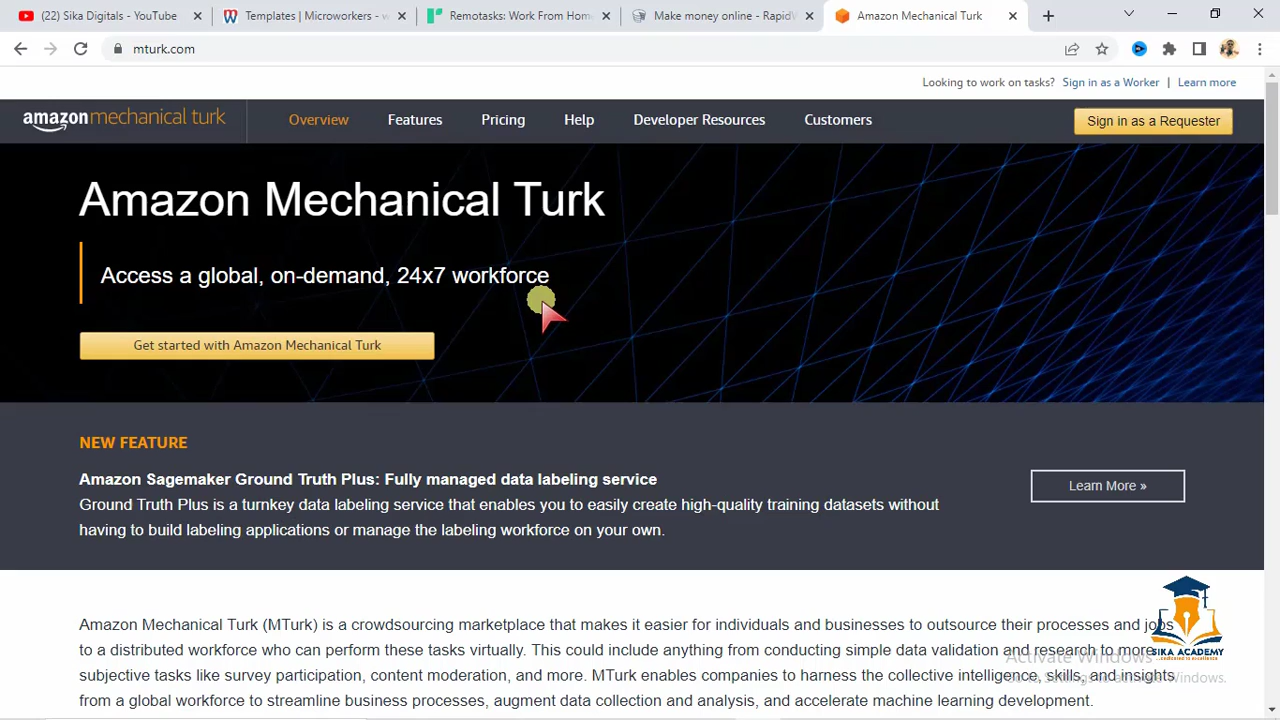 (22) Sika Digitals - YouTube
Templates | Microworkers - w
Remotasks: Work From Hom
Make money online - RapidW
Amazon Mechanical Turk
mturk.com
Looking to work on tasks? Sign in as a Worker | Learn more
amazonmechanical turk
Overview Features Pricing Help Developer Resources Customers
Sign in as a Requester
Amazon Mechanical Turk
Access a global, on-demand, 24x7 workforce
Get started with Amazon Mechanical Turk
NEW FEATURE
Amazon Sagemaker Ground Truth Plus: Fully managed data labeling service
Ground Truth Plus is a turnkey data labeling service that enables you to easily create high-quality training datasets without
having to build labeling applications or manage the labeling workforce on your own.
Learn More »
Amazon Mechanical Turk (MTurk) is a crowdsourcing marketplace that makes it easier for individuals and businesses to outsource their processes and jobs
to a distributed workforce who can perform these tasks virtually. This could include anything from conducting simple data validation and research to more
subjective tasks like survey participation, content moderation, and more. MTurk enables companies to harness the collective intelligence, skills, and insights
from a global workforce to streamline business processes, augment data collection and analysis, and accelerate machine learning development.
SIKA ACADEMY
Activate Windows
Settings to activate Windows.